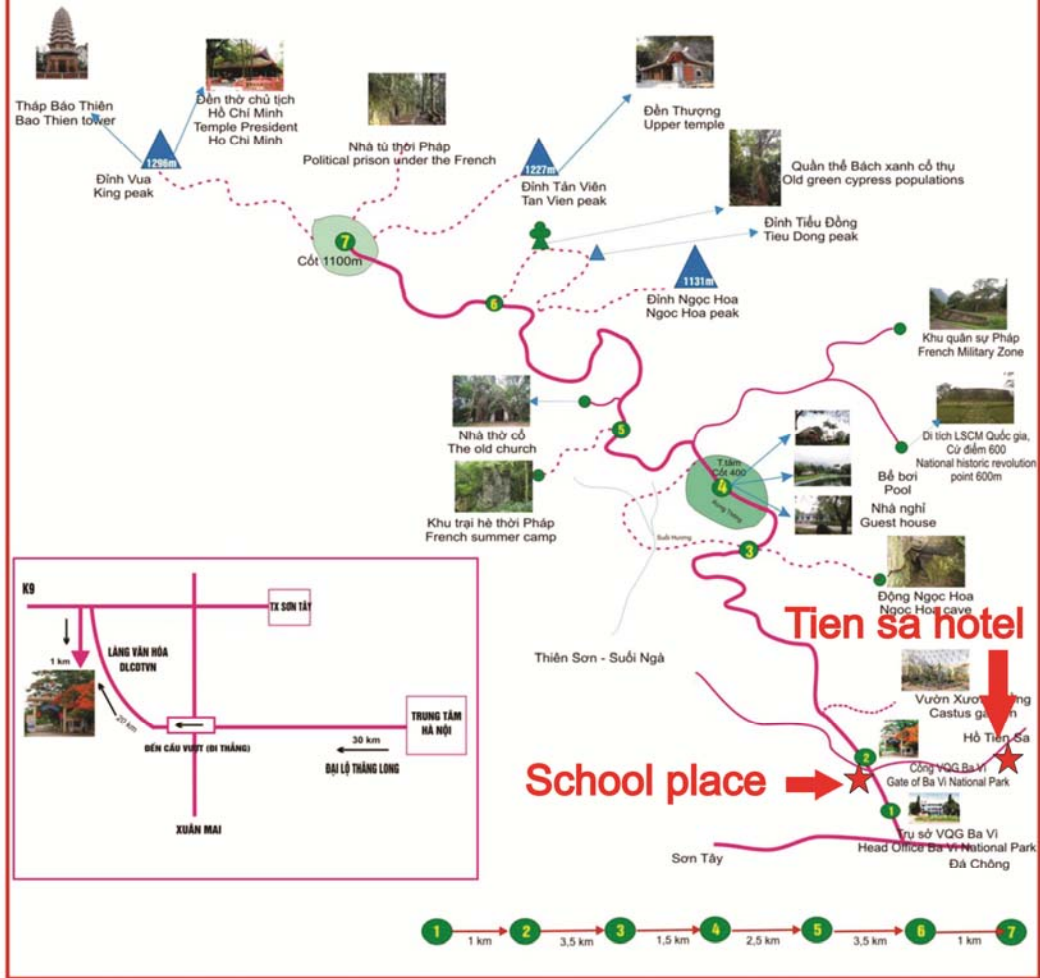 Tháp Báo Thiên
Bao Thien tower
Đền thờ chủ tịch
Hồ Chí Minh
Temple President
Ho Chi Minh
1296m
Đỉnh Vua
King peak
Nhà tù thời Pháp
Political prison under the French
Đền Thượng
Upper temple
1227m
Đỉnh Tản Viên
Tan Vien peak
Quần thể Bách xanh cổ thụ
Old green cypress populations
Đỉnh Tiểu Đồng
Tieu Dong peak
1131m
Đỉnh Ngọc Hoa
Ngoc Hoa peak
7
Cốt 1100m
6
Khu quân sự Pháp
French Military Zone
Nhà thờ cổ
The old church
5
Khu trại hè thời Pháp
French summer camp
T.tâm
Cốt 400
4
Rừng Thông
Di tích LSCM Quốc gia,
Cứ điểm 600
National historic revolution
point 600m
Bể bơi
Pool
Nhà nghỉ
Guest house
Suối Hương
3
Động Ngọc Hoa
Ngoc Hoa cave
Tien sa hotel
Thiên Sơn - Suối Ngà
Vườn Xươ ng
Castus ga n
Hồ Tiên Sa
2
Cổng VQG Ba Vì
Gate of Ba Vi National Park
School place
1
Trụ sở VQG Ba Vì
Head Office Ba Vi National Park
Sơn Tây
Đá Chông
K9
TX SƠN TÂY
LÀNG VĂN HÓA
DLCDTVN
1 km
20 km
TRUNG TÂM
HÀ NỘI
ĐẾN CẦU VƯỢT (ĐI THẲNG)
30 km
ĐẠI LỘ THĂNG LONG
XUÂN MAI
1 2 3 4 5 6 7
1 km 3,5 km 1,5 km 2,5 km 3,5 km 1 km